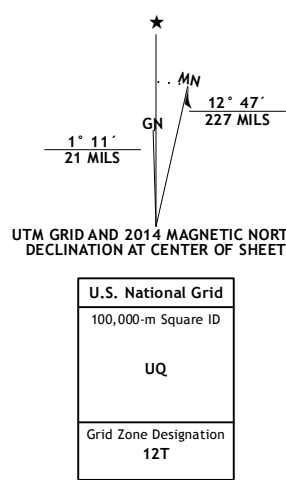 ★
MN
GN
12° 47´
227 MILS
1° 11´
21 MILS
UTM GRID AND 2014 MAGNETIC NORT
DECLINATION AT CENTER OF SHEET
U.S. National Grid
100,000-m Square ID
UQ
Grid Zone Designation
12T